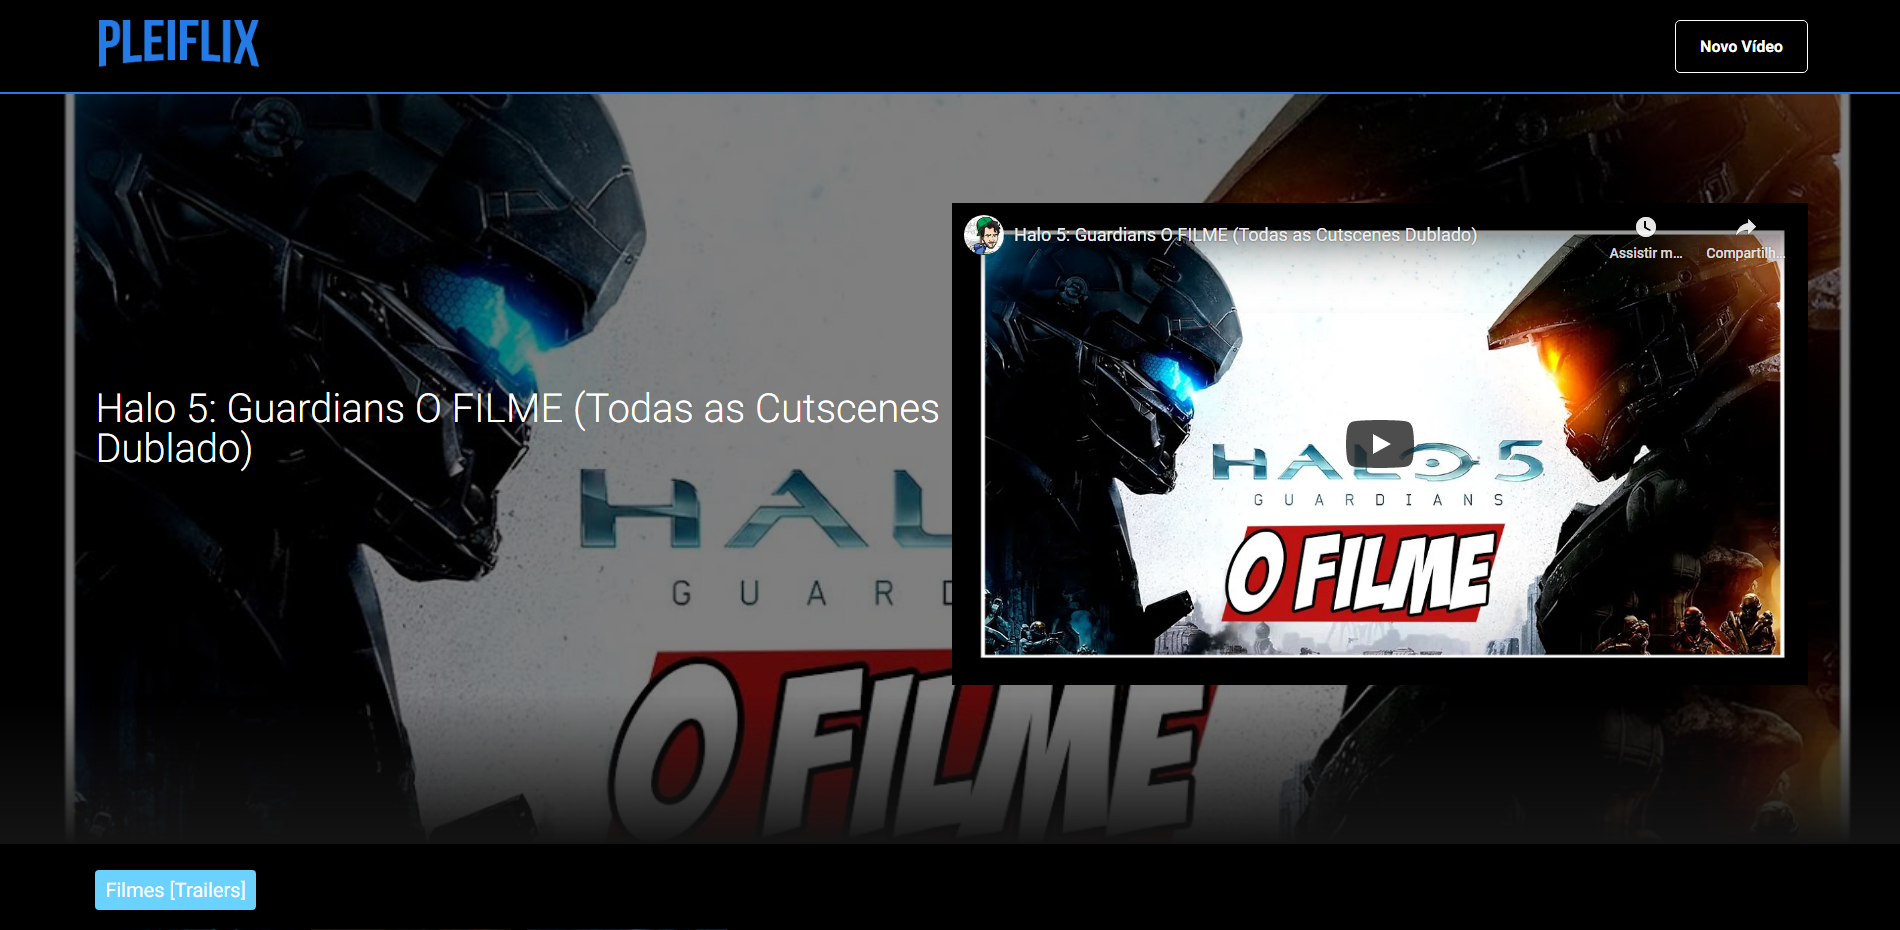 PLEIFLIX
Novo Vídeo
Halo 5: Guardians O FILME (Todas as Cutscenes
Dublado)
HAL
GUARD
O FILME
Halo 5: Guardians O FILME (Todas as Cutscenes Dublado)
Assistir m...
Compartilh...
HALO 5
GUARDIANS
O FILME
Filmes [Trailers]